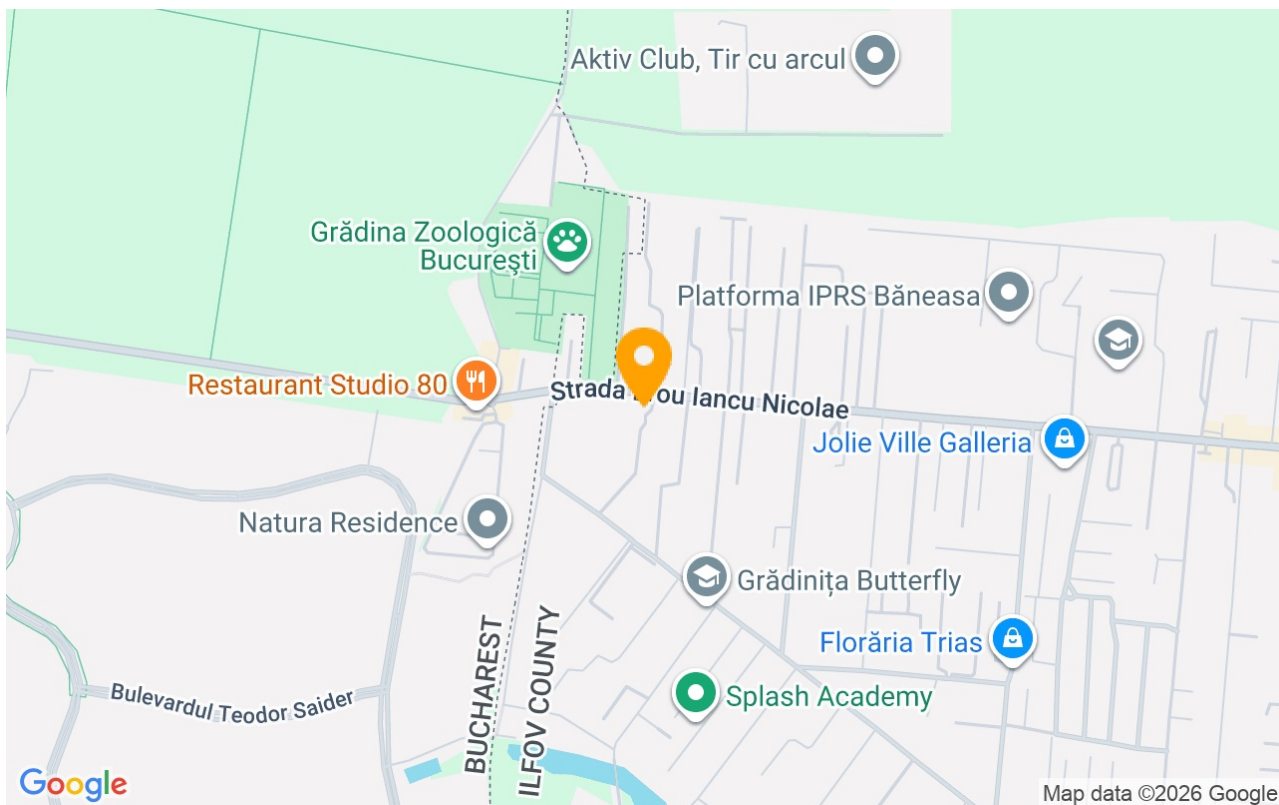 Aktiv Club, Tir cu arcul
Grădina Zoologică
București
Platforma IPRS Băneasa
Restaurant Studio 80
Strada
ou Iancu Nicolae
Jolie Ville Galleria
Natura Residence
Grădinița Butterfly
BUCHAREST
ILFOV COUNTY
Florăria Trias
Bulevardul Teodor Saider
Splash Academy
Google
Map data ©2026 Google